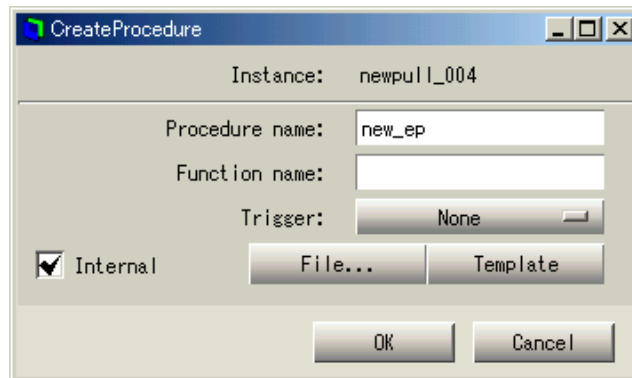 CreateProcedure
Instance: newpull_004
Procedure name: new_ep
Function name:
Trigger: None
Internal File... Template
OK Cancel